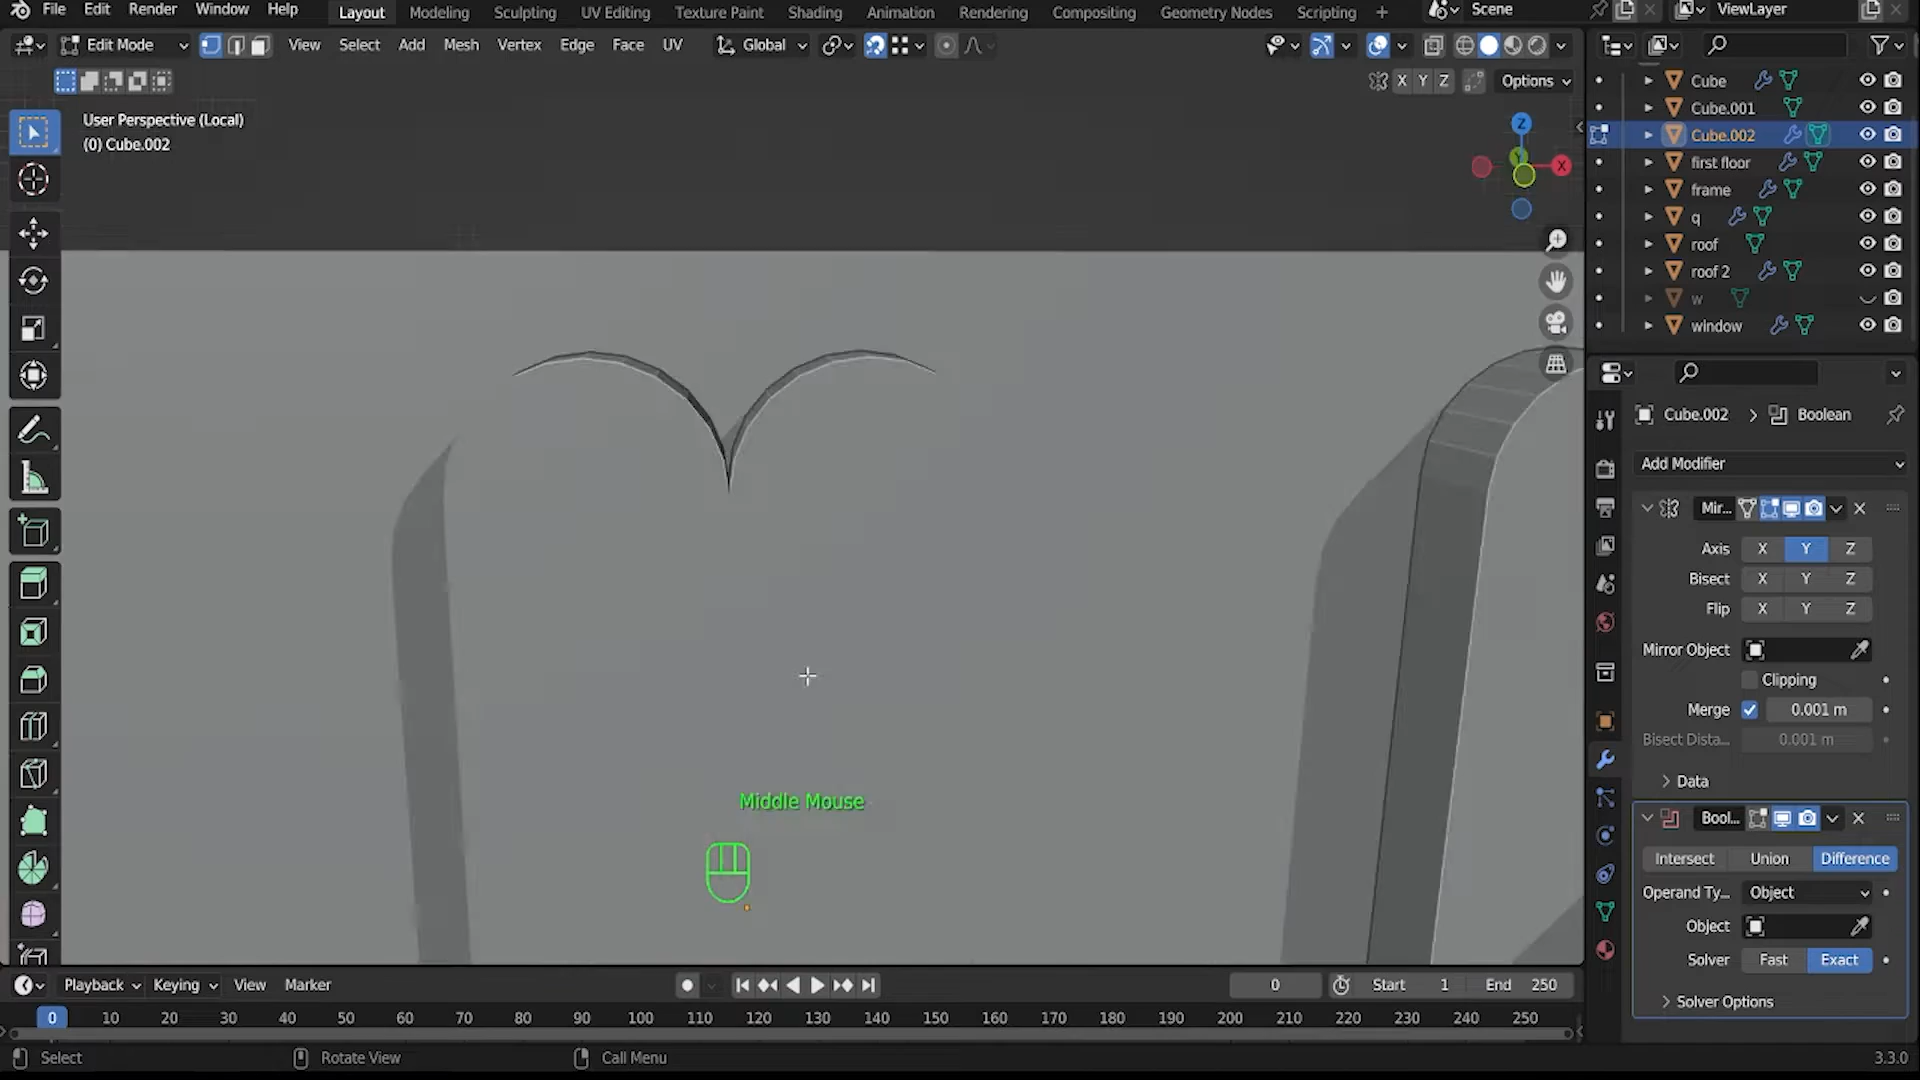 File Edit Render Window Help Layout Modeling Sculpting UV Editing Texture Paint Shading Animation Rendering Compositing Geometry Nodes Scripting + Scene ViewLayer
Edit Mode View Select Add Mesh Vertex Edge Face UV Global
X Y Z Options
User Perspective (Local)
(0) Cube.002
Z
X
Y
Cube
Cube.001
Cube.002
first floor
frame
q
roof
roof 2
w
window
Cube.002 > Boolean
Add Modifier
Mir...
Axis X Y Z
Bisect X Y Z
Flip X Y Z
Mirror Object
Clipping
Merge 0.001 m
Bisect Dista... 0.001 m
Data
Bool...
Intersect Union Difference
Operand Ty... Object
Object
Solver Fast Exact
Solver Options
Middle Mouse
Playback Keying View Marker 0 Start 1 End 250
0 10 20 30 40 50 60 70 80 90 100 110 120 130 140 150 160 170 180 190 200 210 220 230 240 250
Select Rotate View Call Menu 3.3.0